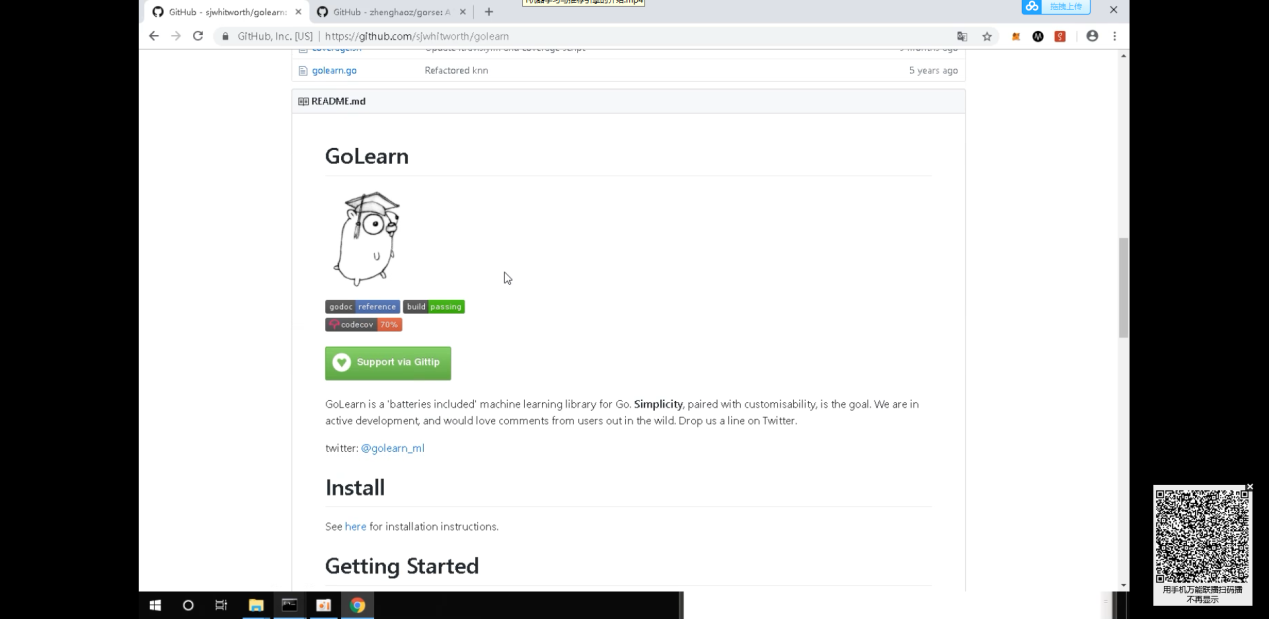 GitHub - sjwhitworth/golearn:
GitHub - zhenghaoz/gorse: A
拖拽上传
GitHub, Inc. [US] | https://github.com/sjwhitworth/golearn
golearn.go Refactored knn 5 years ago
README.md
GoLearn
godoc reference build passing
codecov 70%
Support via Gittip
GoLearn is a 'batteries included' machine learning library for Go. Simplicity, paired with customisability, is the goal. We are in
active development, and would love comments from users out in the wild. Drop us a line on Twitter.
twitter: @golearn_ml
Install
See here for installation instructions.
Getting Started
用手机万能联播扫码播
不再显示